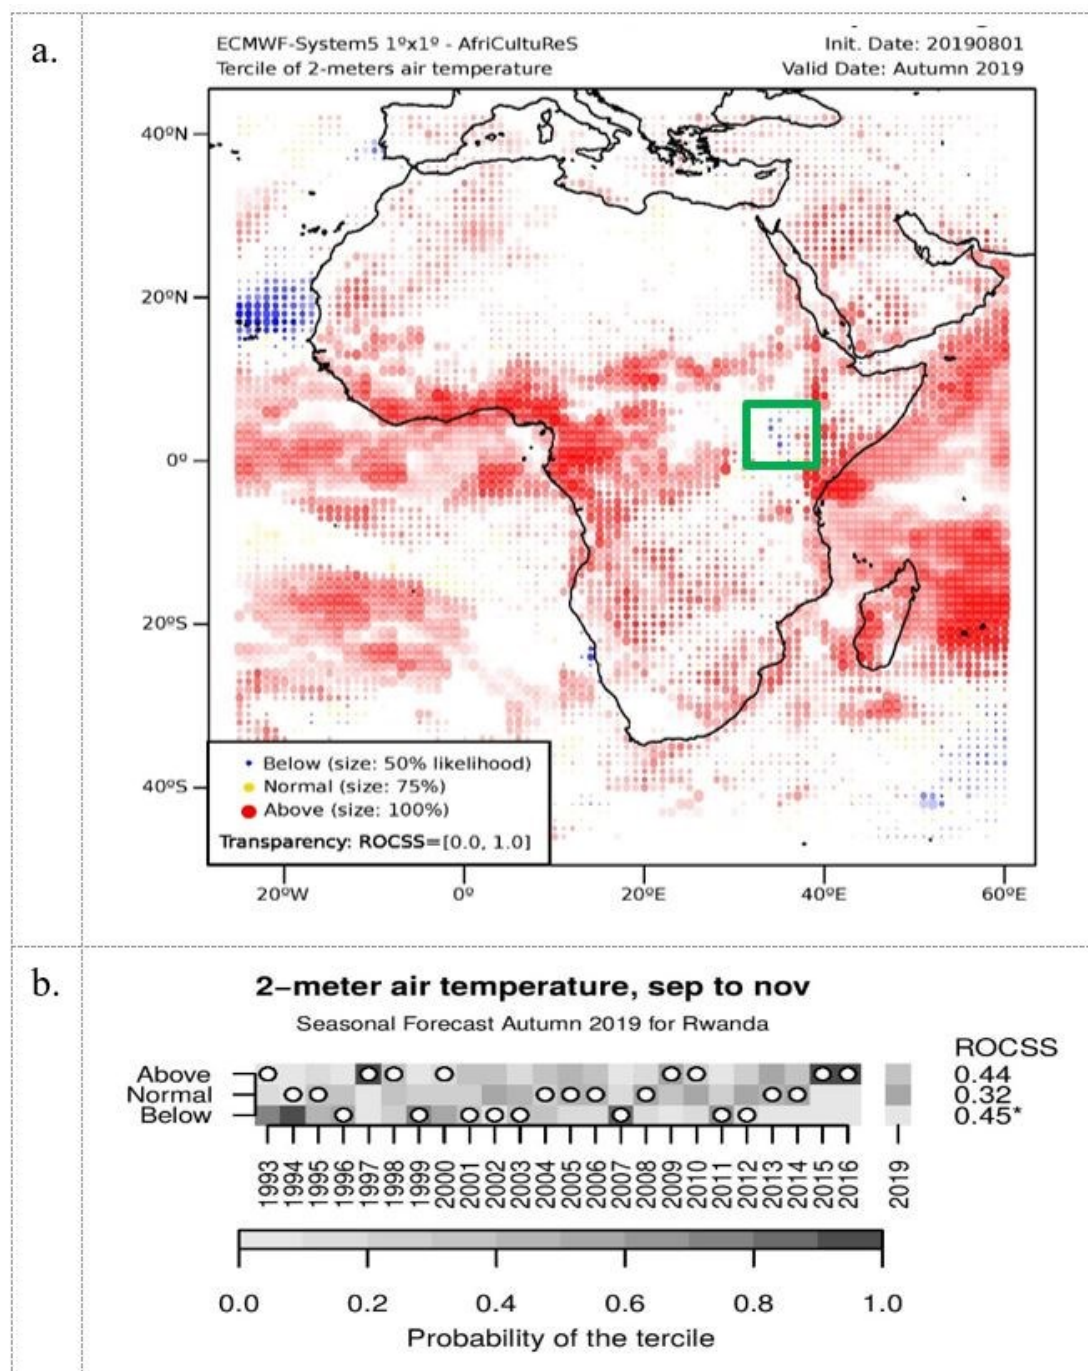 a.
ECMWF-System5 1ºx1º - AfriCultuReS
Init. Date: 20190801
Tercile of 2-meters air temperature
Valid Date: Autumn 2019
40ºN
20ºN
0º
20ºS
40ºS
Below (size: 50% likelihood)
Normal (size: 75%)
Above (size: 100%)
Transparency: ROCSS=[0.0, 1.0]
20ºW
0º
20ºE
40ºE
60ºE
b.
2−meter air temperature, sep to nov
Seasonal Forecast Autumn 2019 for Rwanda
ROCSS
Above
0.44
Normal
0.32
Below
0.45*
1993
1994
1995
1996
1997
1998
1999
2000
2001
2002
2003
2004
2005
2006
2007
2008
2009
2010
2011
2012
2013
2014
2015
2016
2019
0.0
0.2
0.4
0.6
0.8
1.0
Probability of the tercile